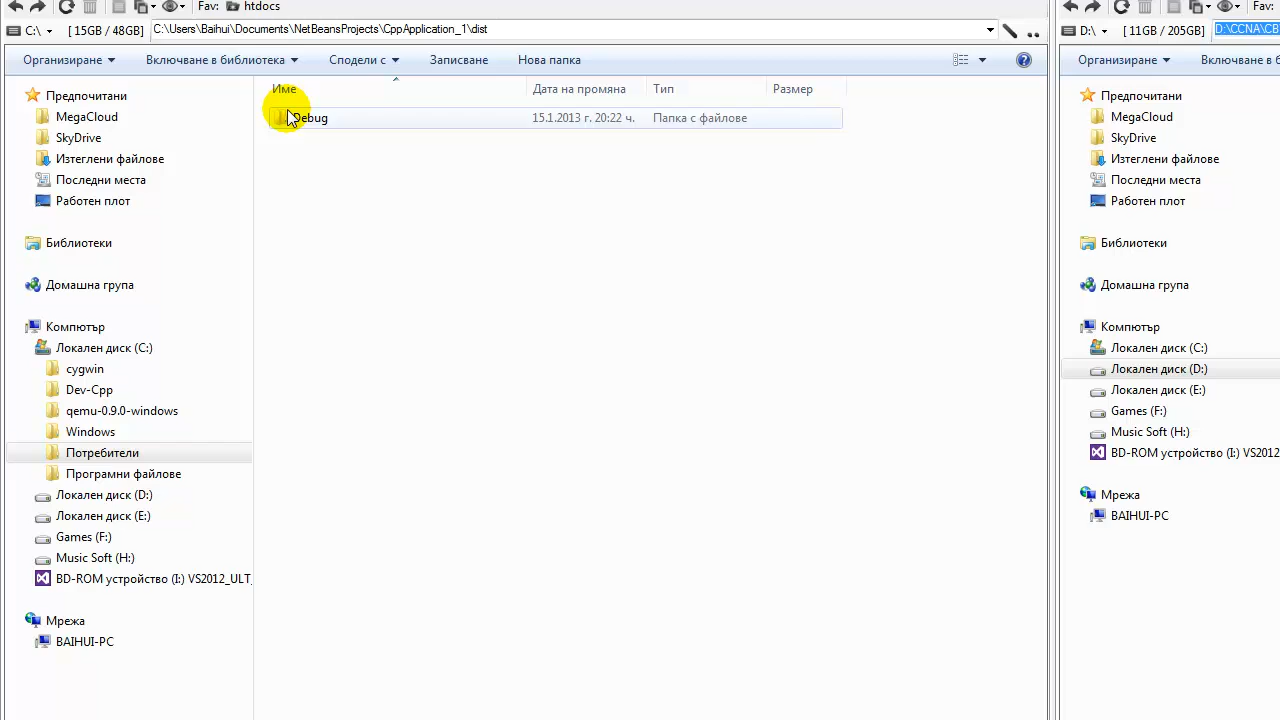 Fav: htdocs
C:\ [ 15GB / 48GB] C:\Users\Baihui\Documents\NetBeansProjects\CppApplication_1\dist
Организиране Включване в библиотека Сподели с Записване Нова папка
Име Дата на промяна Тип Размер
Debug 15.1.2013 г. 20:22 ч. Папка с файлове
Предпочитани
MegaCloud
SkyDrive
Изтеглени файлове
Последни места
Работен плот
Библиотеки
Домашна група
Компютър
Локален диск (C:)
cygwin
Dev-Cpp
qemu-0.9.0-windows
Windows
Потребители
Програмни файлове
Локален диск (D:)
Локален диск (E:)
Games (F:)
Music Soft (H:)
BD-ROM устройство (I:) VS2012_ULT_
Мрежа
BAIHUI-PC
Fav:
D:\ [ 11GB / 205GB] D:\CCNA\CB
Организиране Включване в
Предпочитани
MegaCloud
SkyDrive
Изтеглени файлове
Последни места
Работен плот
Библиотеки
Домашна група
Компютър
Локален диск (C:)
Локален диск (D:)
Локален диск (E:)
Games (F:)
Music Soft (H:)
BD-ROM устройство (I:) VS2012
Мрежа
BAIHUI-PC